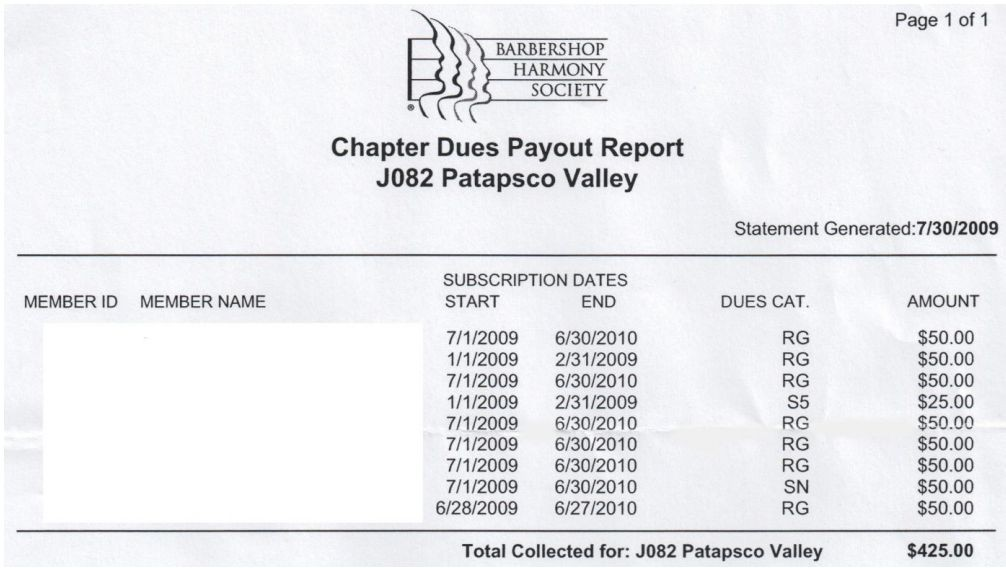 Page 1 of 1
BARBERSHOP
HARMONY
SOCIETY
®
Chapter Dues Payout Report
J082 Patapsco Valley
Statement Generated:7/30/2009
SUBSCRIPTION DATES
MEMBER ID MEMBER NAME START END DUES CAT. AMOUNT
7/1/2009 6/30/2010 RG $50.00
1/1/2009 2/31/2009 RG $50.00
7/1/2009 6/30/2010 RG $50.00
1/1/2009 2/31/2009 S5 $25.00
7/1/2009 6/30/2010 RG $50.00
7/1/2009 6/30/2010 RG $50.00
7/1/2009 6/30/2010 RG $50.00
7/1/2009 6/30/2010 SN $50.00
6/28/2009 6/27/2010 RG $50.00
Total Collected for: J082 Patapsco Valley $425.00